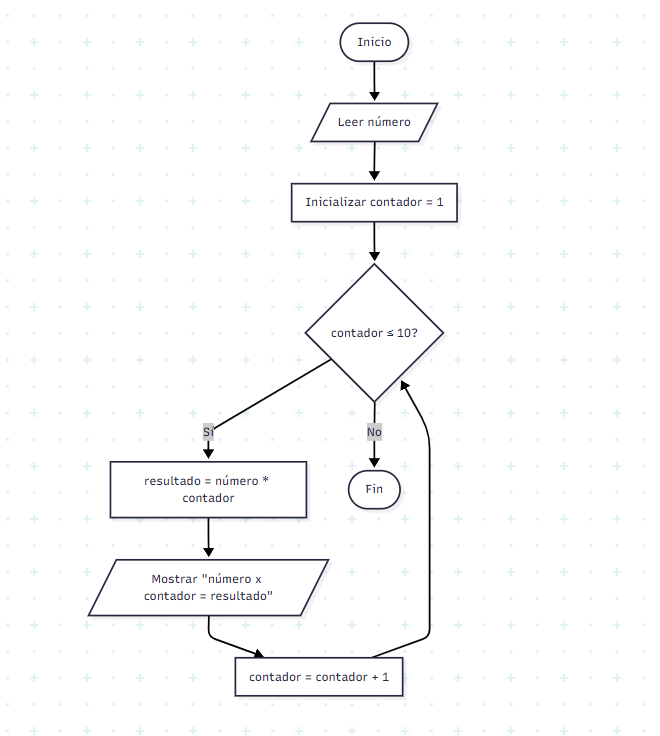 Inicio
Leer número
Inicializar contador = 1
contador ≤ 10?
Sí
No
resultado = número *
contador
Fin
Mostrar "número x
contador = resultado"
contador = contador + 1